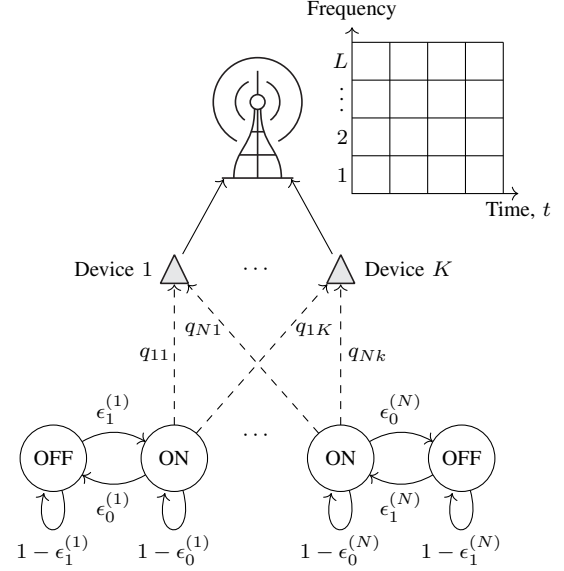 Frequency
L
⋮
2
1
Time, t
Device 1
···
Device K
q_{11}
q_{N1}
q_{1K}
q_{Nk}
ϵ_1^{(1)}
···
ϵ_0^{(N)}
OFF
ON
ON
OFF
ϵ_0^{(1)}
ϵ_1^{(N)}
1 − ϵ_1^{(1)}
1 − ϵ_0^{(1)}
1 − ϵ_0^{(N)}
1 − ϵ_1^{(N)}